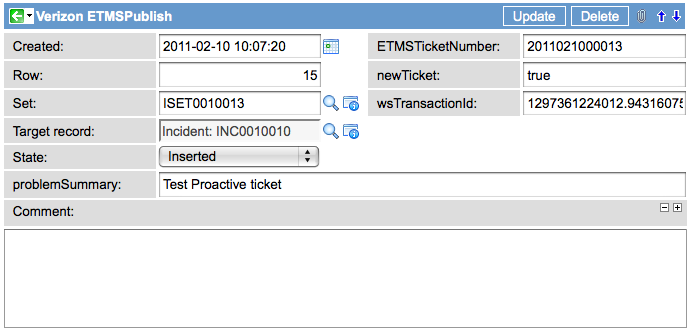 Verizon ETMSPublish Update Delete
Created: 2011-02-10 10:07:20 ETMSTicketNumber: 2011021000013
Row: 15 newTicket: true
Set: ISET0010013 wsTransactionId: 1297361224012.94316075
Target record: Incident: INC0010010
State: Inserted
problemSummary: Test Proactive ticket
Comment: